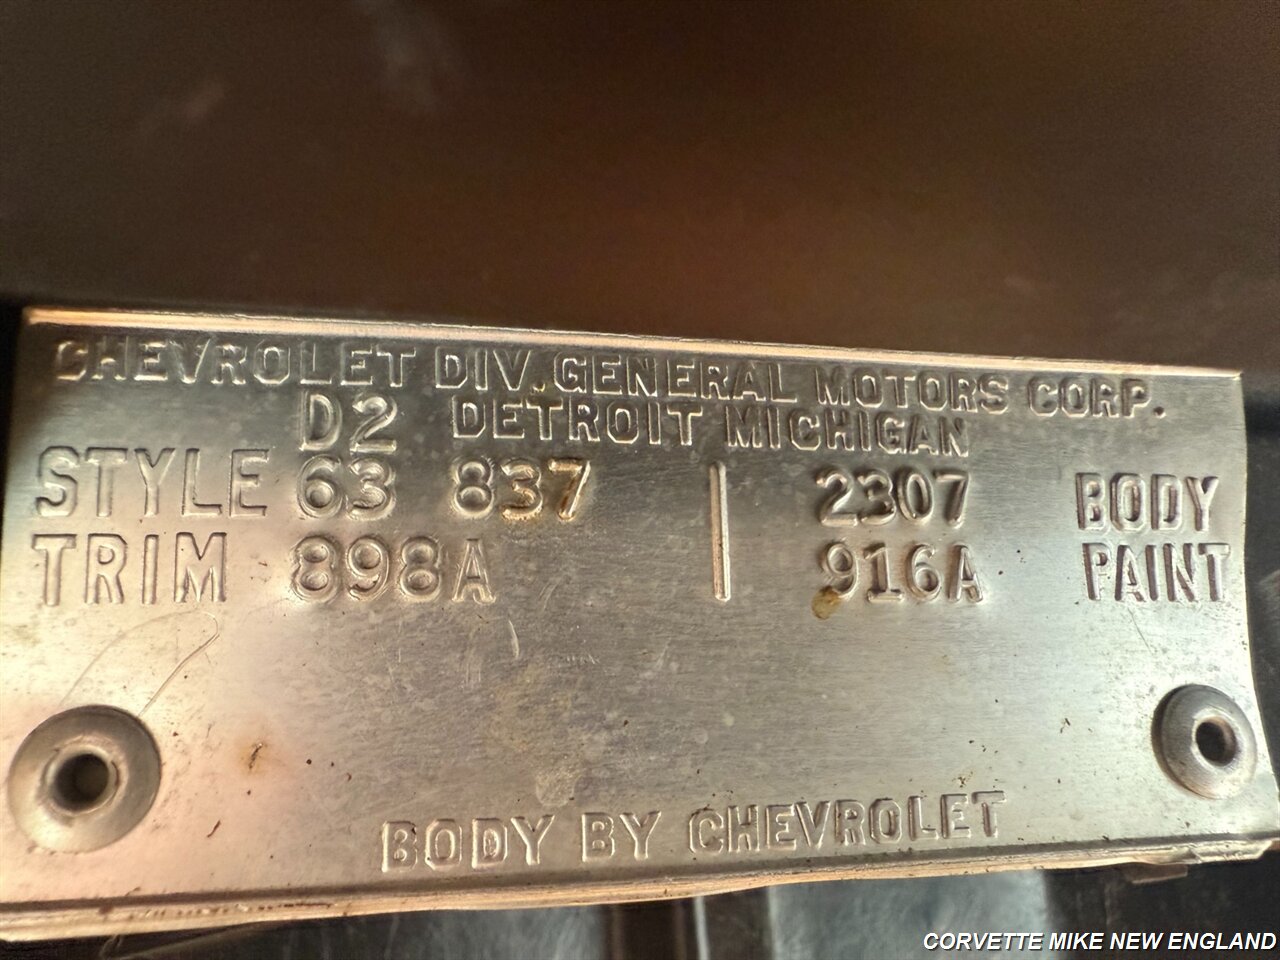 CHEVROLET DIV. GENERAL MOTORS CORP.
D2 DETROIT MICHIGAN
STYLE 63 837 | 2307 BODY
TRIM 898A 916A PAINT
BODY BY CHEVROLET
CORVETTE MIKE NEW ENGLAND